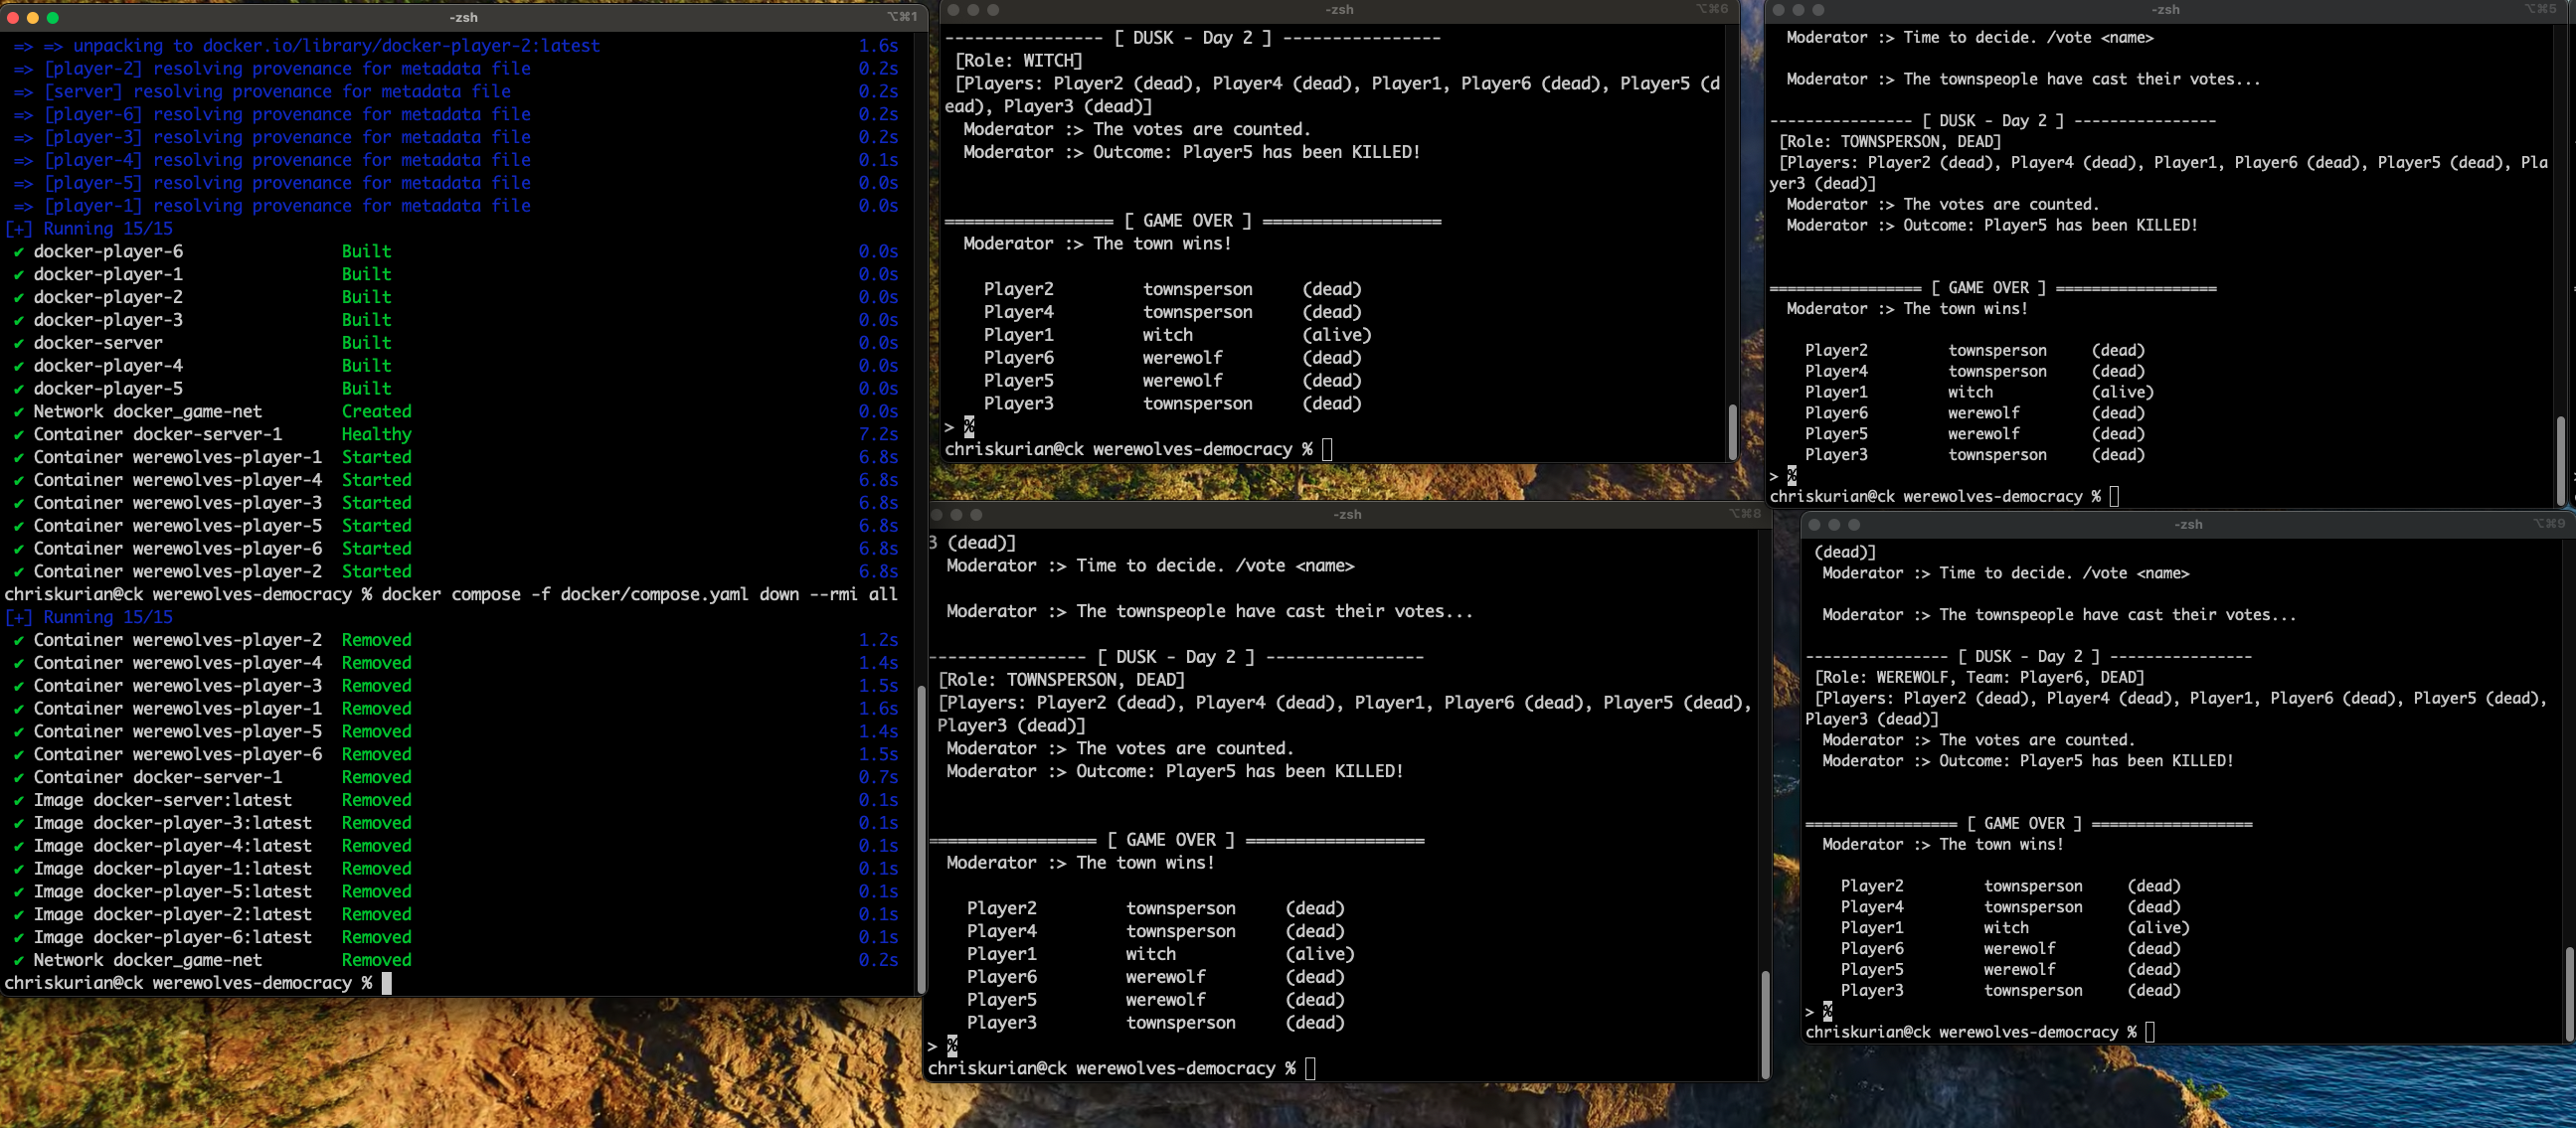 -zsh
⌥⌘1
=> => unpacking to docker.io/library/docker-player-2:latest 1.6s
=> [player-2] resolving provenance for metadata file 0.2s
=> [server] resolving provenance for metadata file 0.2s
=> [player-6] resolving provenance for metadata file 0.2s
=> [player-3] resolving provenance for metadata file 0.2s
=> [player-4] resolving provenance for metadata file 0.1s
=> [player-5] resolving provenance for metadata file 0.0s
=> [player-1] resolving provenance for metadata file 0.0s
[+] Running 15/15
✔ docker-player-6 Built 0.0s
✔ docker-player-1 Built 0.0s
✔ docker-player-2 Built 0.0s
✔ docker-player-3 Built 0.0s
✔ docker-server Built 0.0s
✔ docker-player-4 Built 0.0s
✔ docker-player-5 Built 0.0s
✔ Network docker_game-net Created 0.0s
✔ Container docker-server-1 Healthy 7.2s
✔ Container werewolves-player-1 Started 6.8s
✔ Container werewolves-player-4 Started 6.8s
✔ Container werewolves-player-3 Started 6.8s
✔ Container werewolves-player-5 Started 6.8s
✔ Container werewolves-player-6 Started 6.8s
✔ Container werewolves-player-2 Started 6.8s
chriskurian@ck werewolves-democracy % docker compose -f docker/compose.yaml down --rmi all
[+] Running 15/15
✔ Container werewolves-player-2 Removed 1.2s
✔ Container werewolves-player-4 Removed 1.4s
✔ Container werewolves-player-3 Removed 1.5s
✔ Container werewolves-player-1 Removed 1.6s
✔ Container werewolves-player-5 Removed 1.4s
✔ Container werewolves-player-6 Removed 1.5s
✔ Container docker-server-1 Removed 0.7s
✔ Image docker-server:latest Removed 0.1s
✔ Image docker-player-3:latest Removed 0.1s
✔ Image docker-player-4:latest Removed 0.1s
✔ Image docker-player-1:latest Removed 0.1s
✔ Image docker-player-5:latest Removed 0.1s
✔ Image docker-player-2:latest Removed 0.1s
✔ Image docker-player-6:latest Removed 0.1s
✔ Network docker_game-net Removed 0.2s
chriskurian@ck werewolves-democracy %
-zsh
⌥⌘6
---------------- [ DUSK - Day 2 ] ----------------
[Role: WITCH]
[Players: Player2 (dead), Player4 (dead), Player1, Player6 (dead), Player5 (d
ead), Player3 (dead)]
Moderator :> The votes are counted.
Moderator :> Outcome: Player5 has been KILLED!
================= [ GAME OVER ] ==================
Moderator :> The town wins!
Player2 townsperson (dead)
Player4 townsperson (dead)
Player1 witch (alive)
Player6 werewolf (dead)
Player5 werewolf (dead)
Player3 townsperson (dead)
> %
chriskurian@ck werewolves-democracy %
-zsh
⌥⌘5
Moderator :> Time to decide. /vote <name>
Moderator :> The townspeople have cast their votes...
---------------- [ DUSK - Day 2 ] ----------------
[Role: TOWNSPERSON, DEAD]
[Players: Player2 (dead), Player4 (dead), Player1, Player6 (dead), Player5 (dead), Pla
yer3 (dead)]
Moderator :> The votes are counted.
Moderator :> Outcome: Player5 has been KILLED!
================= [ GAME OVER ] ==================
Moderator :> The town wins!
Player2 townsperson (dead)
Player4 townsperson (dead)
Player1 witch (alive)
Player6 werewolf (dead)
Player5 werewolf (dead)
Player3 townsperson (dead)
> %
chriskurian@ck werewolves-democracy %
-zsh
⌥⌘8
3 (dead)]
Moderator :> Time to decide. /vote <name>
Moderator :> The townspeople have cast their votes...
---------------- [ DUSK - Day 2 ] ----------------
[Role: TOWNSPERSON, DEAD]
[Players: Player2 (dead), Player4 (dead), Player1, Player6 (dead), Player5 (dead),
Player3 (dead)]
Moderator :> The votes are counted.
Moderator :> Outcome: Player5 has been KILLED!
================= [ GAME OVER ] ==================
Moderator :> The town wins!
Player2 townsperson (dead)
Player4 townsperson (dead)
Player1 witch (alive)
Player6 werewolf (dead)
Player5 werewolf (dead)
Player3 townsperson (dead)
> %
chriskurian@ck werewolves-democracy %
-zsh
⌥⌘9
(dead)]
Moderator :> Time to decide. /vote <name>
Moderator :> The townspeople have cast their votes...
---------------- [ DUSK - Day 2 ] ----------------
[Role: WEREWOLF, Team: Player6, DEAD]
[Players: Player2 (dead), Player4 (dead), Player1, Player6 (dead), Player5 (dead),
Player3 (dead)]
Moderator :> The votes are counted.
Moderator :> Outcome: Player5 has been KILLED!
================= [ GAME OVER ] ==================
Moderator :> The town wins!
Player2 townsperson (dead)
Player4 townsperson (dead)
Player1 witch (alive)
Player6 werewolf (dead)
Player5 werewolf (dead)
Player3 townsperson (dead)
> %
chriskurian@ck werewolves-democracy %